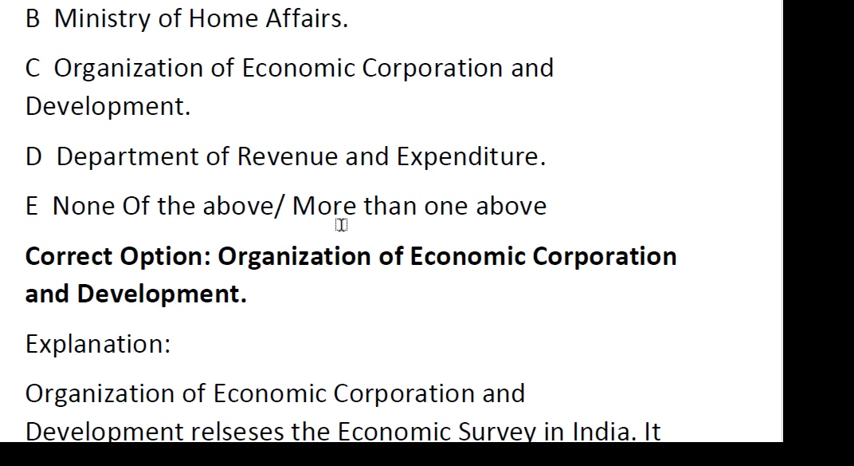 B Ministry of Home Affairs.
C Organization of Economic Corporation and
Development.
D Department of Revenue and Expenditure.
E None Of the above/ More than one above
Correct Option: Organization of Economic Corporation
and Development.
Explanation:
Organization of Economic Corporation and
Development relseses the Economic Survey in India. It